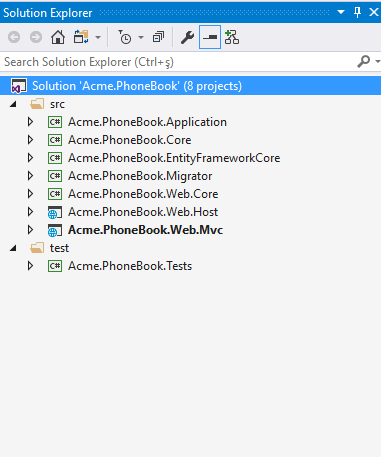 Solution Explorer
Search Solution Explorer (Ctrl+ş)
Solution 'Acme.PhoneBook' (8 projects)
src
C# Acme.PhoneBook.Application
C# Acme.PhoneBook.Core
C# Acme.PhoneBook.EntityFrameworkCore
C# Acme.PhoneBook.Migrator
C# Acme.PhoneBook.Web.Core
Acme.PhoneBook.Web.Host
Acme.PhoneBook.Web.Mvc
test
C# Acme.PhoneBook.Tests